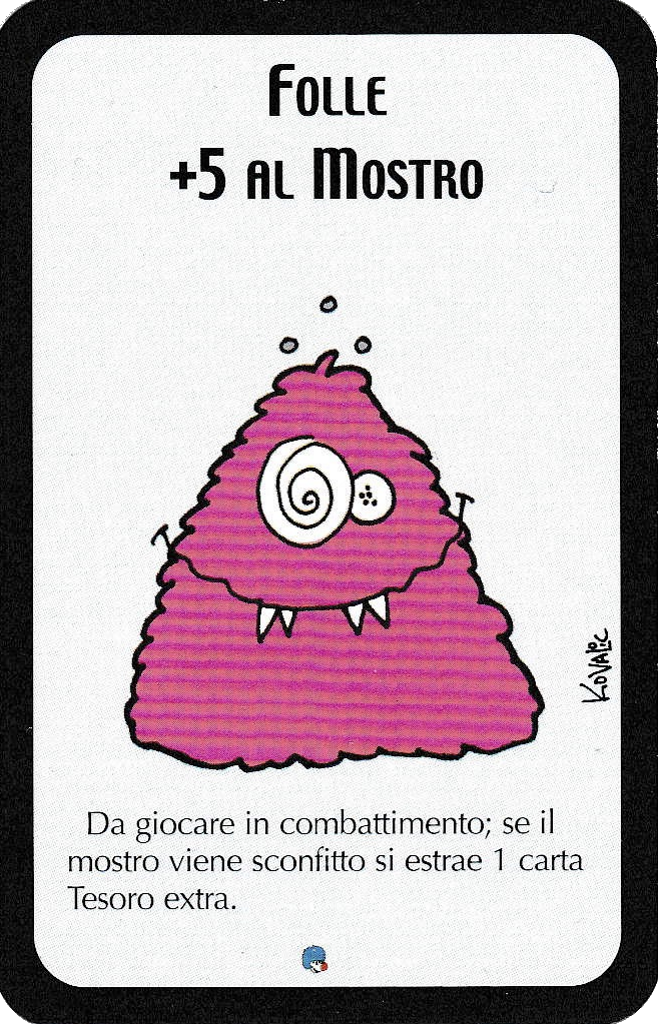 Folle
+5 al Mostro
Kovalic
Da giocare in combattimento; se il
mostro viene sconfitto si estrae 1 carta
Tesoro extra.